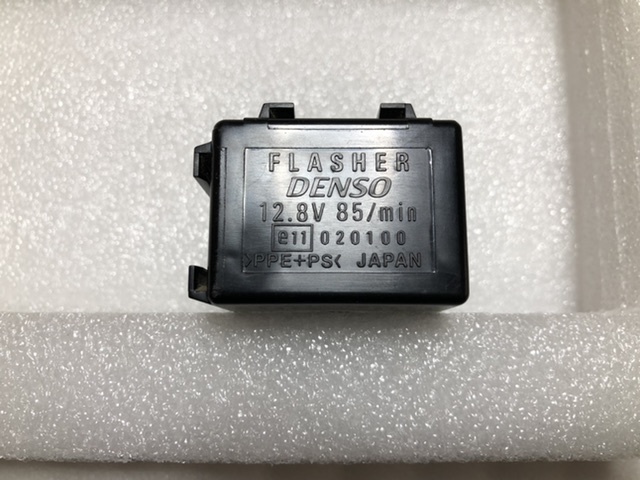 FLASHER
DENSO
12.8V 85/min
e11 020100
>PPE+PS< JAPAN